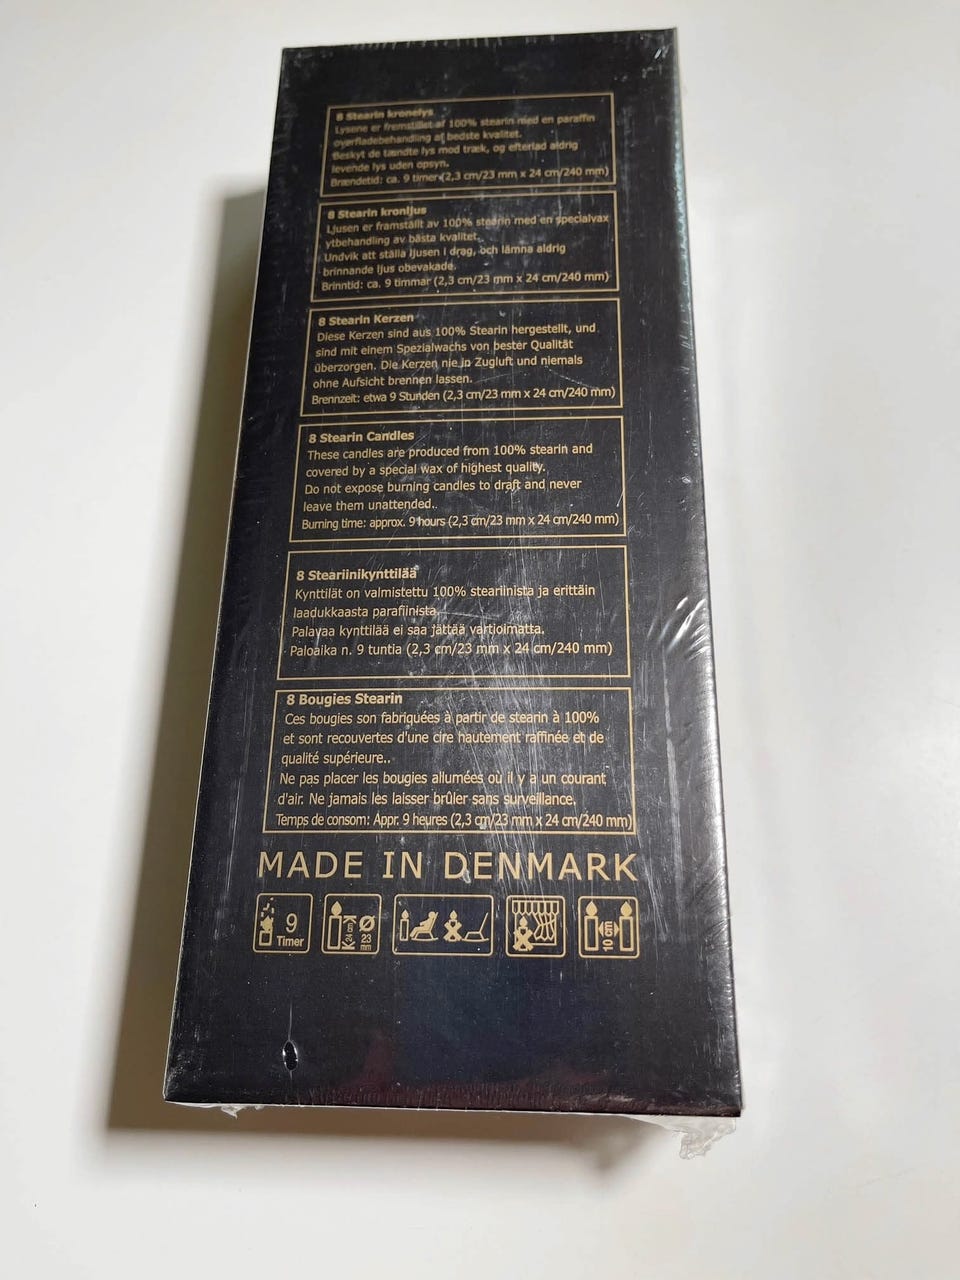 8 Stearin kronelys
Lysene er fremstillet af 100% stearin med en paraffin
overfladebehandling af bedste kvalitet.
Beskyt de tændte lys mod træk, og efterlad aldrig
levende lys uden opsyn.
Brændetid: ca. 9 timer (2,3 cm/23 mm x 24 cm/240 mm)
8 Stearin kronljus
Ljusen er framställt av 100% stearin med en specialvax
ytbehandling av bästa kvalitet.
Undvik att ställa ljusen i drag, och lämna aldrig
brinnande ljus obevakade.
Brinntid: ca. 9 timmar (2,3 cm/23 mm x 24 cm/240 mm)
8 Stearin Kerzen
Diese Kerzen sind aus 100% Stearin hergestellt, und
sind mit einem Spezialwachs von bester Qualität
überzorgen. Die Kerzen nie in Zugluft und niemals
ohne Aufsicht brennen lassen.
Brennzeit: etwa 9 Stunden (2,3 cm/23 mm x 24 cm/240 mm)
8 Stearin Candles
These candles are produced from 100% stearin and
covered by a special wax of highest quality.
Do not expose burning candles to draft and never
leave them unattended..
Burning time: approx. 9 hours (2,3 cm/23 mm x 24 cm/240 mm)
8 Steariinikynttilää
Kynttilät on valmistettu 100% steariinista ja erittäin
laadukkaasta parafiinista.
Palavaa kynttilää ei saa jättää vartioimatta.
Paloaika n. 9 tuntia (2,3 cm/23 mm x 24 cm/240 mm)
8 Bougies Stearin
Ces bougies son fabriquées à partir de stearin à 100%
et sont recouvertes d'une cire hautement raffinée et de
qualité supérieure..
Ne pas placer les bougies allumées où il y a un courant
d'air. Ne jamais les laisser brûler sans surveillance.
Temps de consom: Appr. 9 heures (2,3 cm/23 mm x 24 cm/240 mm)
MADE IN DENMARK
9
Timer
Ø
23
mm
10 cm